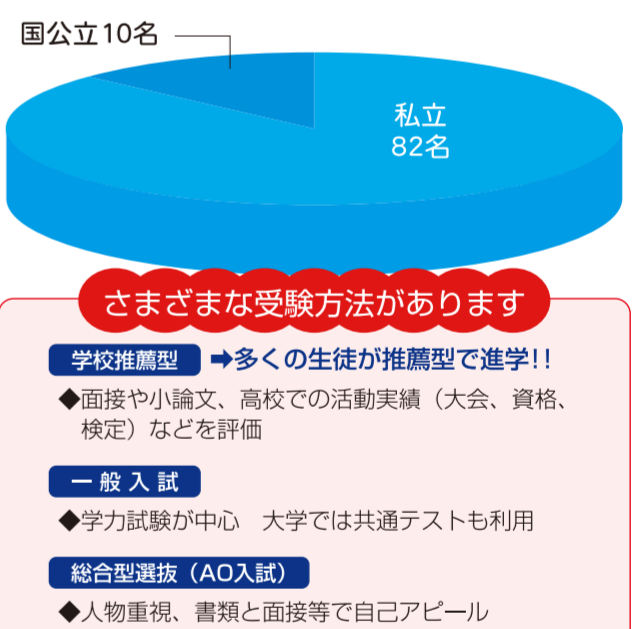 国公立10名
私立
82名
さまざまな受験方法があります
学校推薦型 ➡多くの生徒が推薦型で進学!!
◆面接や小論文、高校での活動実績（大会、資格、
検定）などを評価
一般入試
◆学力試験が中心　大学では共通テストも利用
総合型選抜（AO入試）
◆人物重視、書類と面接等で自己アピール